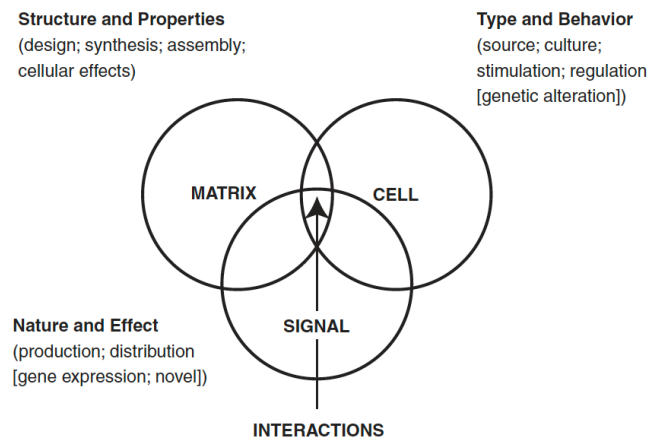 Structure and Properties
(design; synthesis; assembly;
cellular effects)
Type and Behavior
(source; culture;
stimulation; regulation
[genetic alteration])
MATRIX
CELL
Nature and Effect
(production; distribution
[gene expression; novel])
SIGNAL
INTERACTIONS